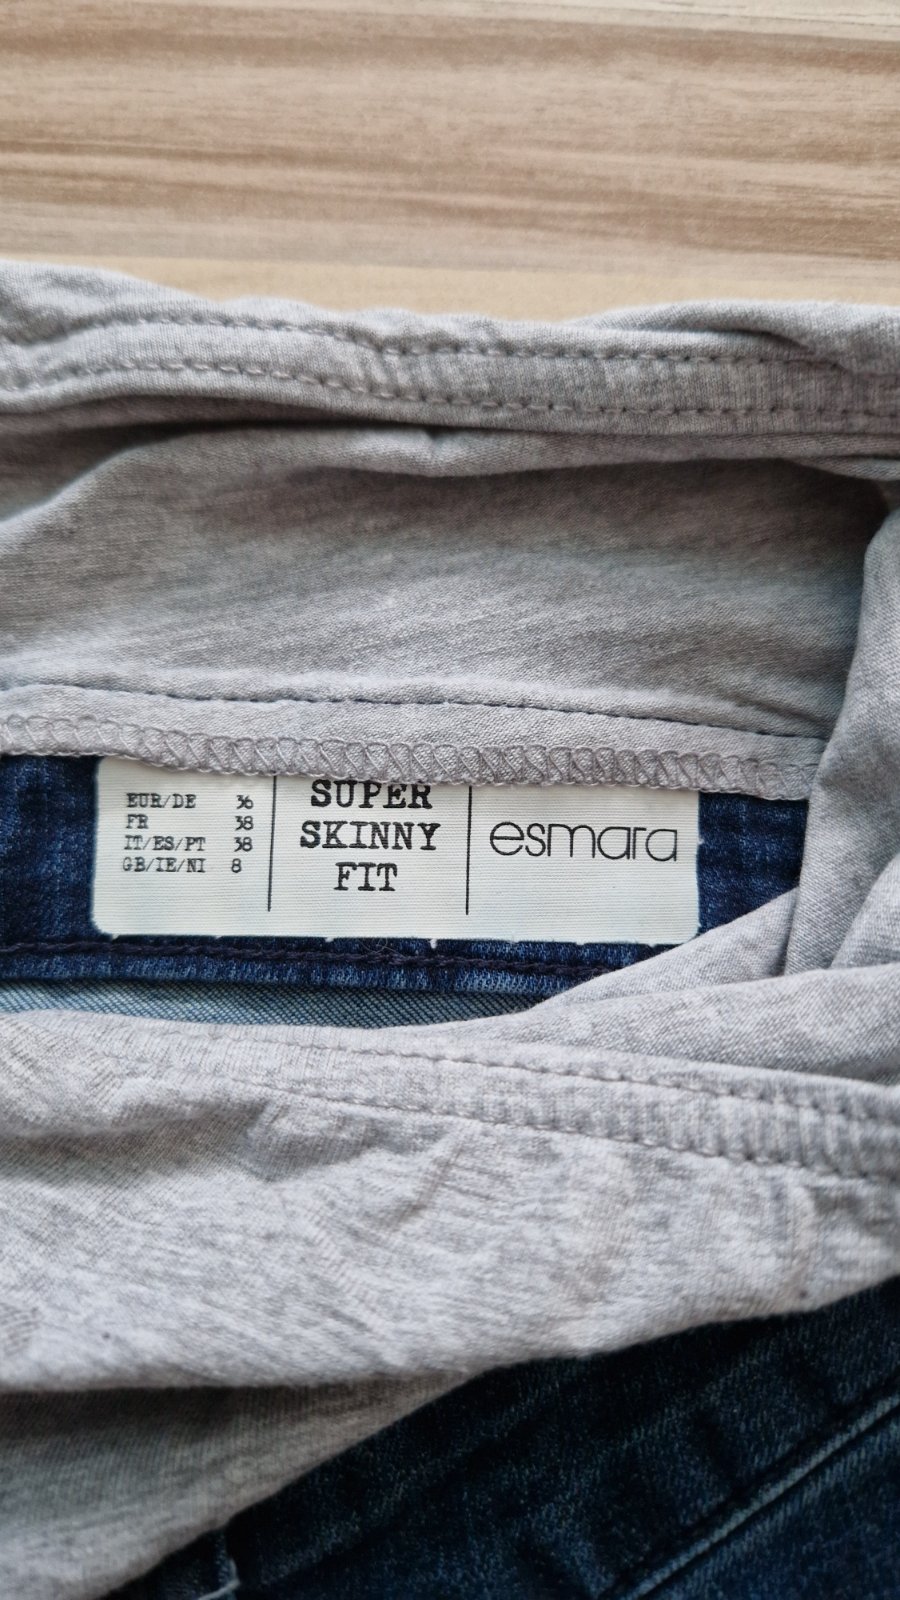 EUR/DE 36
FR 38
IT/ES/PT 38
GB/IE/NI 8
SUPER
SKINNY
FIT
esmara